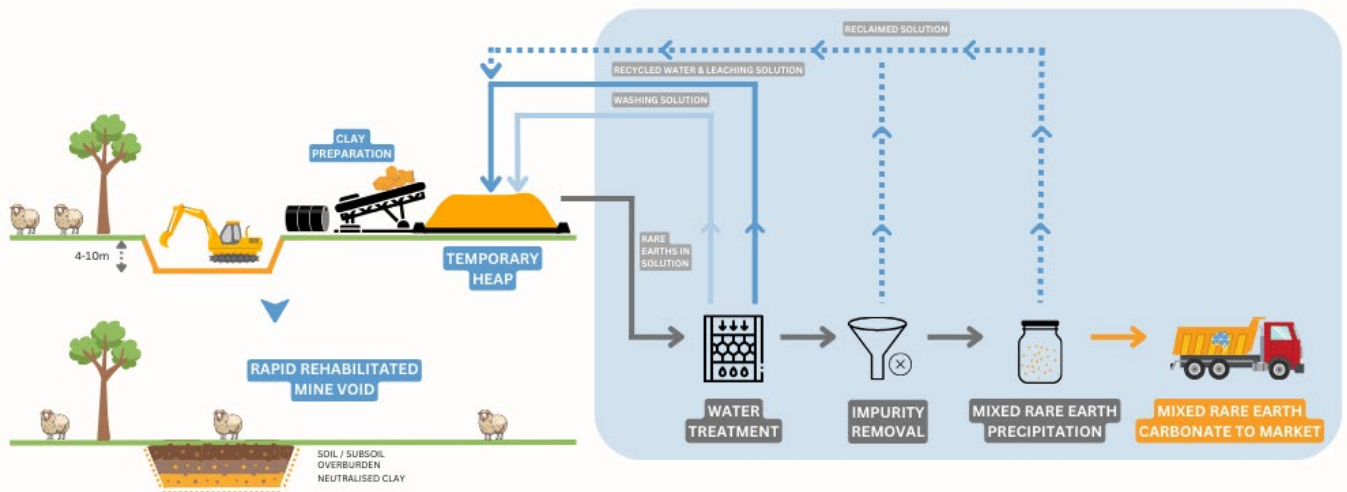 RECLAIMED SOLUTION
RECYCLED WATER & LEACHING SOLUTION
WASHING SOLUTION
CLAY
PREPARATION
4-10m
TEMPORARY
HEAP
RARE
EARTHS IN
SOLUTION
RAPID REHABILITATED
MINE VOID
WATER
TREATMENT
IMPURITY
REMOVAL
MIXED RARE EARTH
PRECIPITATION
MIXED RARE EARTH
CARBONATE TO MARKET
SOIL / SUBSOIL
OVERBURDEN
NEUTRALISED CLAY